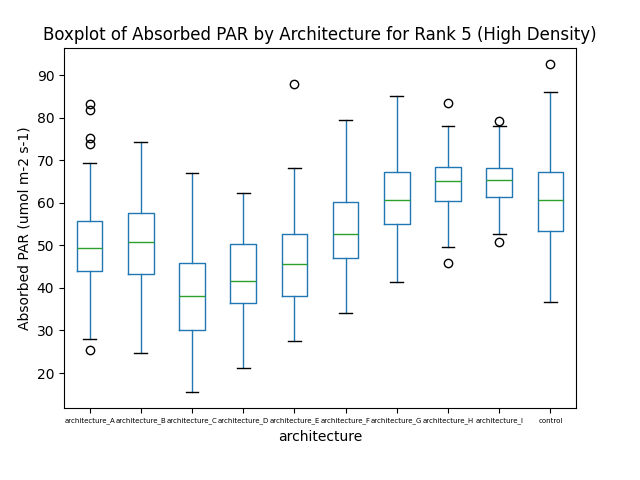 Boxplot of Absorbed PAR by Architecture for Rank 5 (High Density)
Absorbed PAR (umol m-2 s-1)
90
80
70
60
50
40
30
20
architecture_A architecture_B architecture_C architecture_D architecture_E architecture_F architecture_G architecture_H architecture_I control
architecture